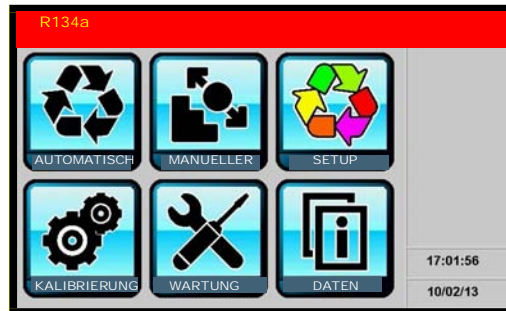 R134a
AUTOMATISCH MANUELLER SETUP
KALIBRIERUNG WARTUNG DATEN
17:01:56
10/02/13